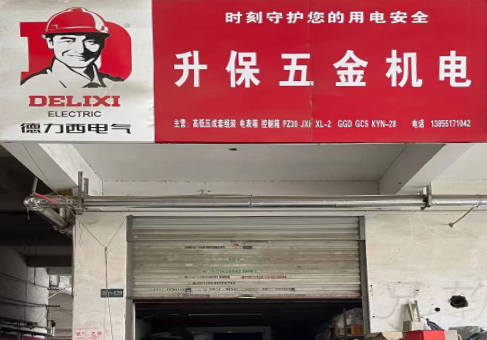 时刻守护您的用电安全
升保五金机电
DELIXI
ELECTRIC
德力西电气
主营：高低压成套组装 电表箱 控制箱 PZ30 JXF XL-2 GGD GCS KYN-28 电话 13855171042